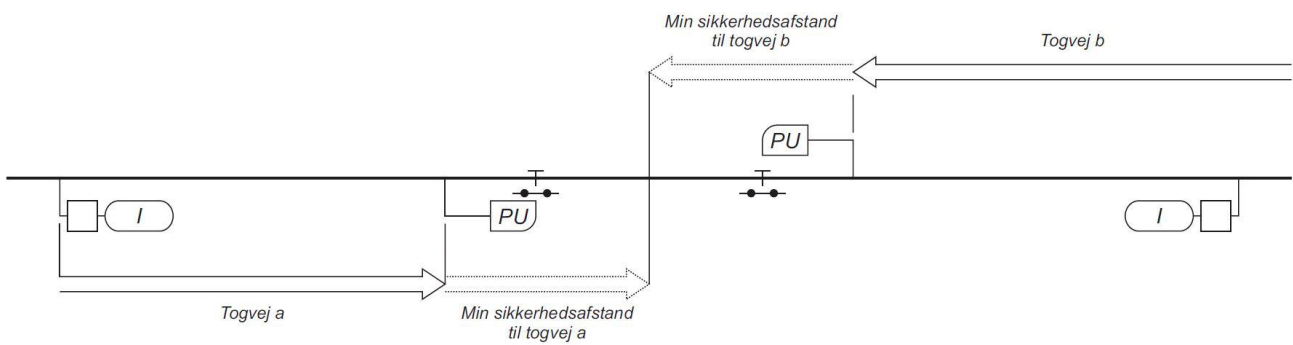 Min sikkerhedsafstand
til togvej b
Togvej b
PU
I
PU
I
Togvej a
Min sikkerhedsafstand
til togvej a